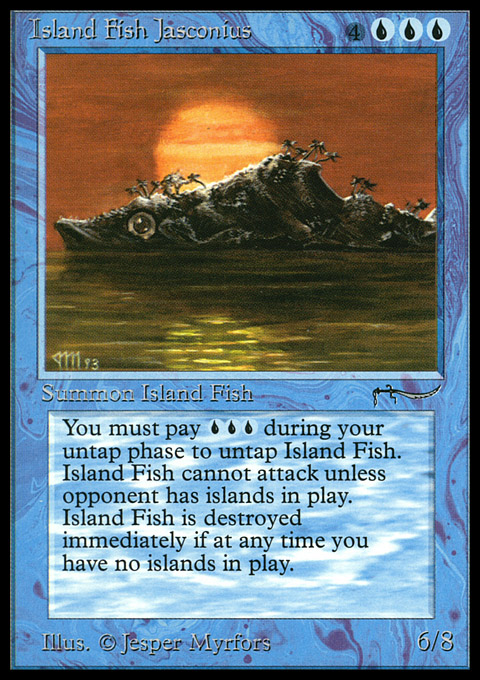 Island Fish Jasconius 4
JM 93
Summon Island Fish
You must pay during your
untap phase to untap Island Fish.
Island Fish cannot attack unless
opponent has islands in play.
Island Fish is destroyed
immediately if at any time you
have no islands in play.
Illus. © Jesper Myrfors 6/8